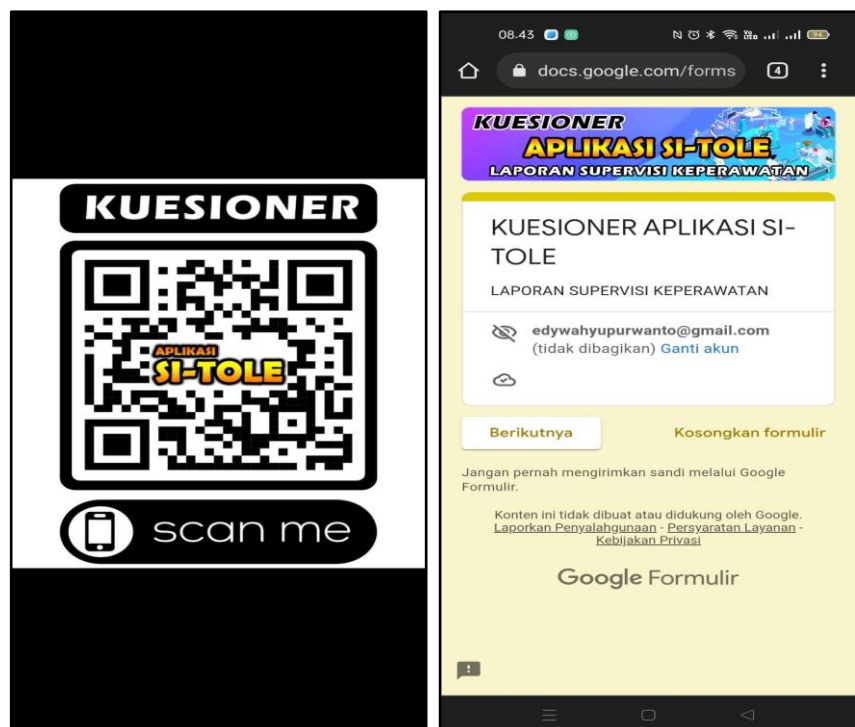 KUESIONER
APLIKASI
SI-TOLE
scan me
08.43
94
docs.google.com/forms
4
KUESIONER
APLIKASI SI-TOLE
LAPORAN SUPERVISI KEPERAWATAN
KUESIONER APLIKASI SI-
TOLE
LAPORAN SUPERVISI KEPERAWATAN
edywahyupurwanto@gmail.com
(tidak dibagikan) Ganti akun
Berikutnya
Kosongkan formulir
Jangan pernah mengirimkan sandi melalui Google
Formulir.
Konten ini tidak dibuat atau didukung oleh Google.
Laporkan Penyalahgunaan - Persyaratan Layanan -
Kebijakan Privasi
Google Formulir